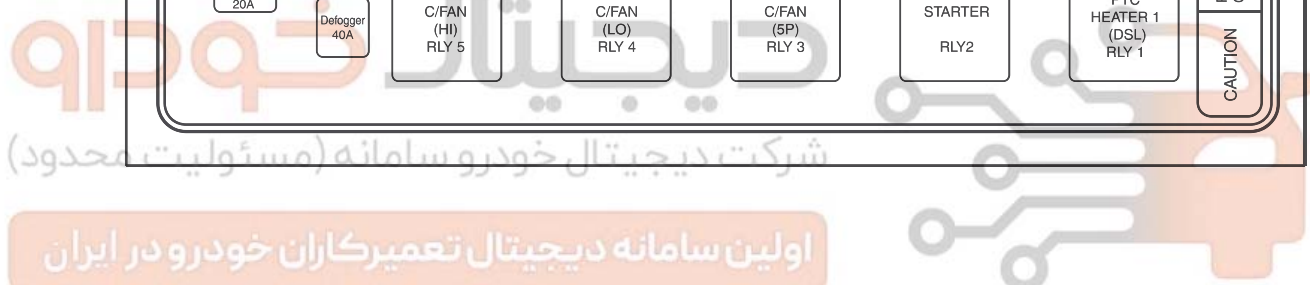 20A
Defogger
40A
C/FAN
(HI)
RLY 5
C/FAN
(LO)
RLY 4
C/FAN
(5P)
RLY 3
STARTER
RLY2
PTC
HEATER 1
(DSL)
RLY 1
CAUTION
دیجیتال خودرو
شرکت دیجیتال خودرو سامانه (مسئولیت محدود)
اولین سامانه دیجیتال تعمیرکاران خودرو در ایران